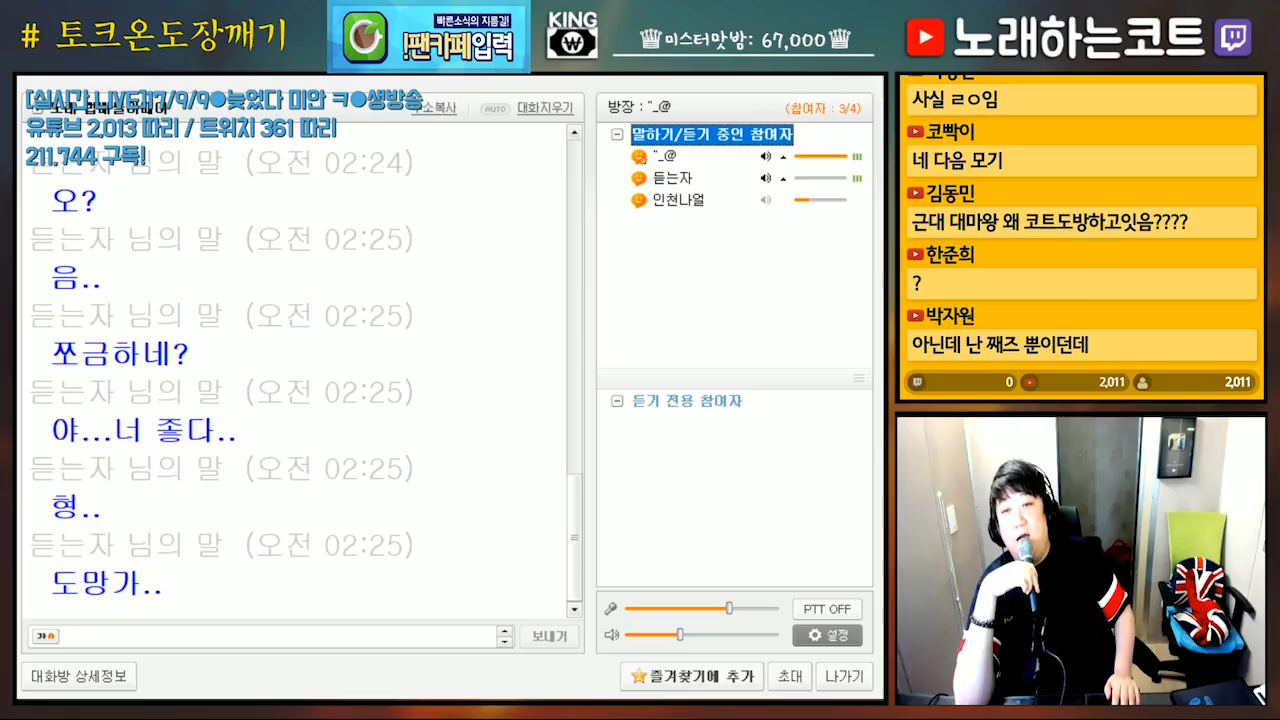 # 토크온도장깨기
빠른소식의 지름길!
!팬카페입력
KING
₩
미스터맛밤: 67,000
노래하는코트
[실시간 LIVE]17/9/9●늦었다 미안 ㅋ●생방송
유튜브 2,013 따리 / 트위치 361 따리
211,744 구독!
주소복사
AUTO
대화지우기
듣는자 님의 말 (오전 02:24)
오?
듣는자 님의 말 (오전 02:25)
음..
듣는자 님의 말 (오전 02:25)
쪼금하네?
듣는자 님의 말 (오전 02:25)
야...너 좋다..
듣는자 님의 말 (오전 02:25)
형..
듣는자 님의 말 (오전 02:25)
도망가..
가가
보내기
대화방 상세정보
방장 : "_@
(참여자 : 3/4)
말하기/듣기 중인 참여자
"_@
듣는자
인천나얼
듣기 전용 참여자
PTT OFF
설정
즐겨찾기에 추가
초대
나가기
사실 ㄹㅇ임
코빡이
네 다음 모기
김동민
근대 대마왕 왜 코트도방하고잇음????
한준희
?
박자원
아닌데 난 째즈 뿐이던데
0
2,011
2,011